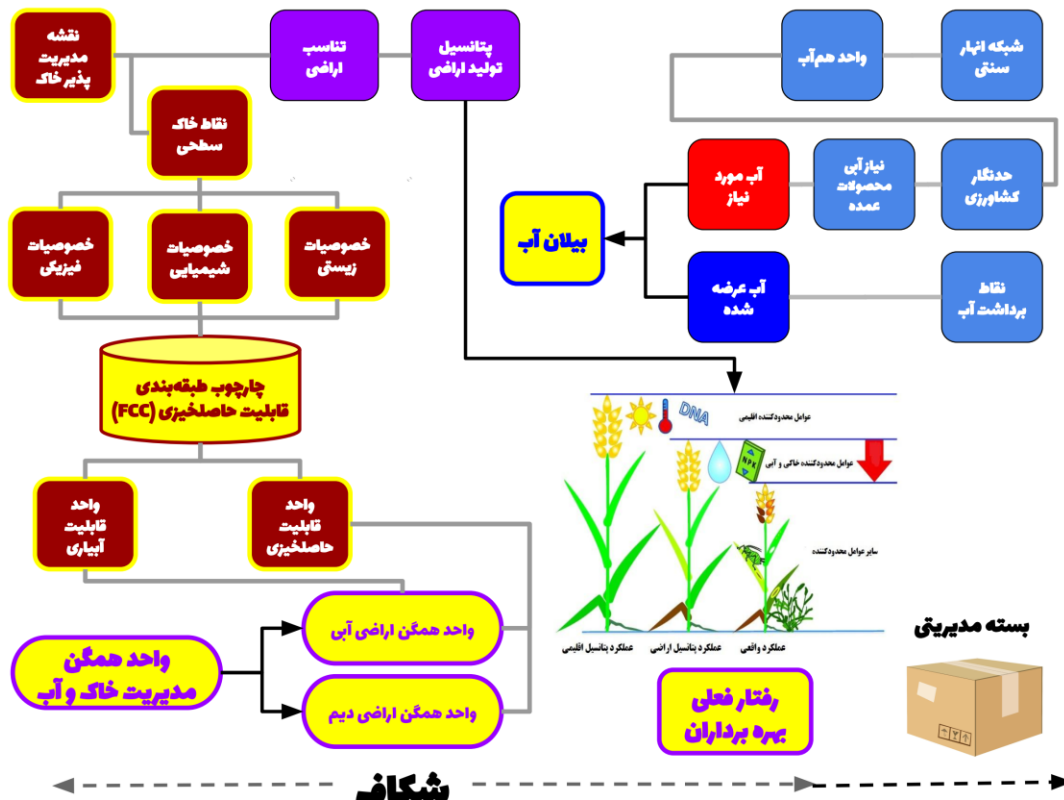 نقشه
مدیریت
پذیر خاک
تناسب
اراضی
پتانسیل
تولید اراضی
واحد هم‌آب
شبکه انهار
سنتی
نقاط خاک
سطحی
آب مورد
نیاز
نیاز آبی
محصولات
عمده
حدنگار
کشاورزی
بیلان آب
خصوصیات
فیزیکی
خصوصیات
شیمیایی
خصوصیات
زیستی
آب عرضه
شده
نقاط
برداشت آب
چارچوب طبقه‌بندی
قابلیت حاصلخیزی (FCC)
DNA
عوامل محدودکننده اقلیمی
NPK
عوامل محدودکننده خاکی و آبی
واحد
قابلیت
آبیاری
واحد
قابلیت
حاصلخیزی
سایر عوامل محدودکننده
واحد همگن اراضی آبی
عملکرد پتانسیل اقلیمی
عملکرد پتانسیل اراضی
عملکرد واقعی
بسته مدیریتی
واحد همگن
مدیریت خاک و آب
واحد همگن اراضی دیم
رفتار فعلی
بهره برداران
شکاف